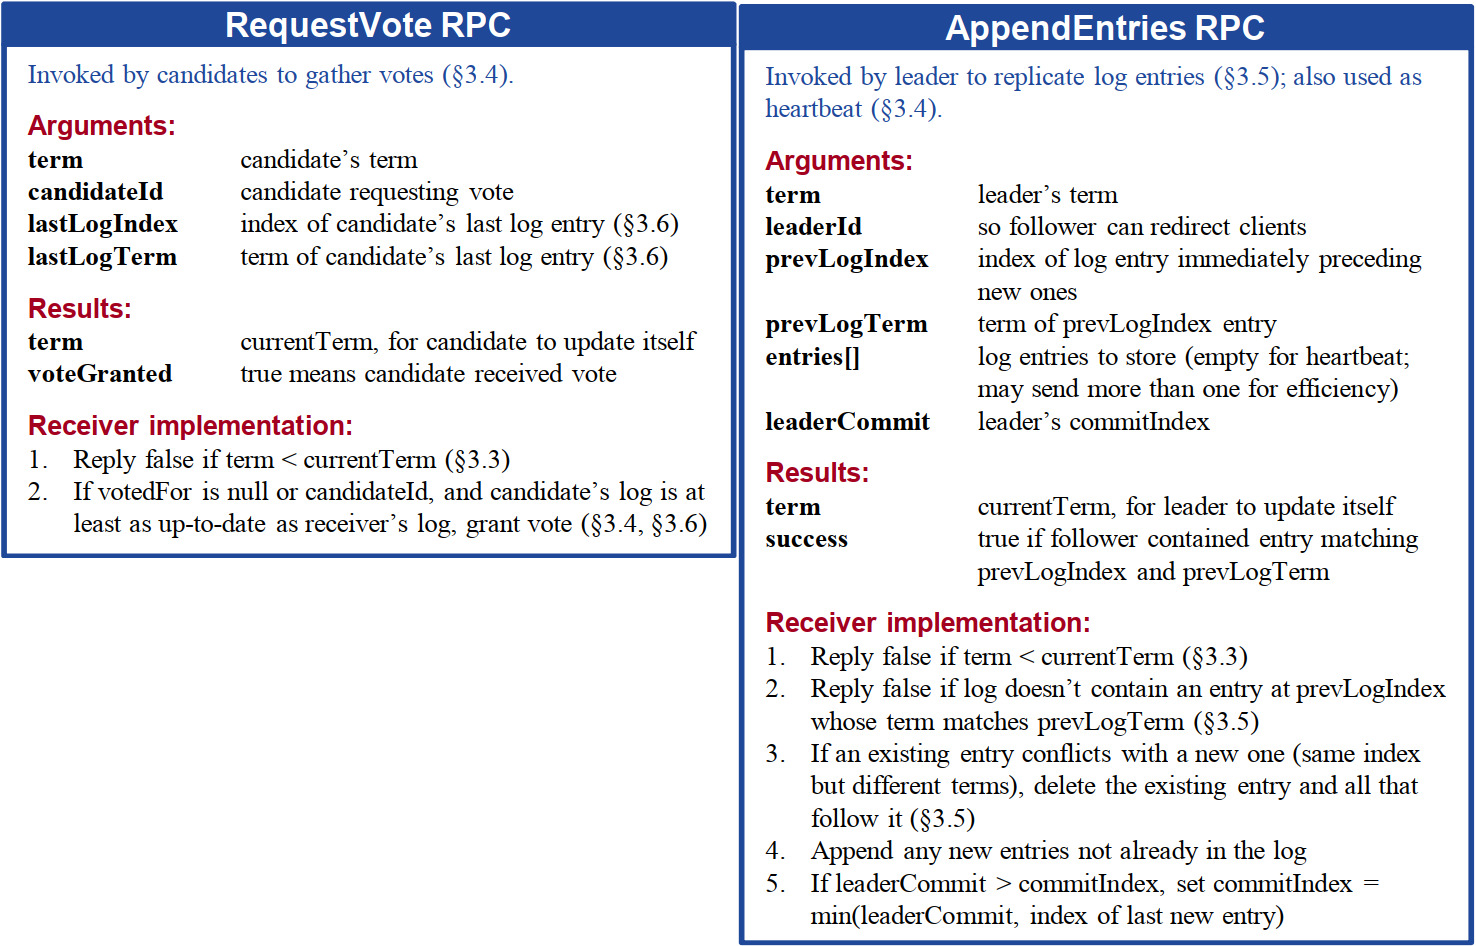 RequestVote RPC
Invoked by candidates to gather votes (§3.4).
Arguments:
term candidate’s term
candidateId candidate requesting vote
lastLogIndex index of candidate’s last log entry (§3.6)
lastLogTerm term of candidate’s last log entry (§3.6)
Results:
term currentTerm, for candidate to update itself
voteGranted true means candidate received vote
Receiver implementation:
1. Reply false if term < currentTerm (§3.3)
2. If votedFor is null or candidateId, and candidate’s log is at
least as up-to-date as receiver’s log, grant vote (§3.4, §3.6)
AppendEntries RPC
Invoked by leader to replicate log entries (§3.5); also used as
heartbeat (§3.4).
Arguments:
term leader’s term
leaderId so follower can redirect clients
prevLogIndex index of log entry immediately preceding
new ones
prevLogTerm term of prevLogIndex entry
entries[] log entries to store (empty for heartbeat;
may send more than one for efficiency)
leaderCommit leader’s commitIndex
Results:
term currentTerm, for leader to update itself
success true if follower contained entry matching
prevLogIndex and prevLogTerm
Receiver implementation:
1. Reply false if term < currentTerm (§3.3)
2. Reply false if log doesn’t contain an entry at prevLogIndex
whose term matches prevLogTerm (§3.5)
3. If an existing entry conflicts with a new one (same index
but different terms), delete the existing entry and all that
follow it (§3.5)
4. Append any new entries not already in the log
5. If leaderCommit > commitIndex, set commitIndex =
min(leaderCommit, index of last new entry)